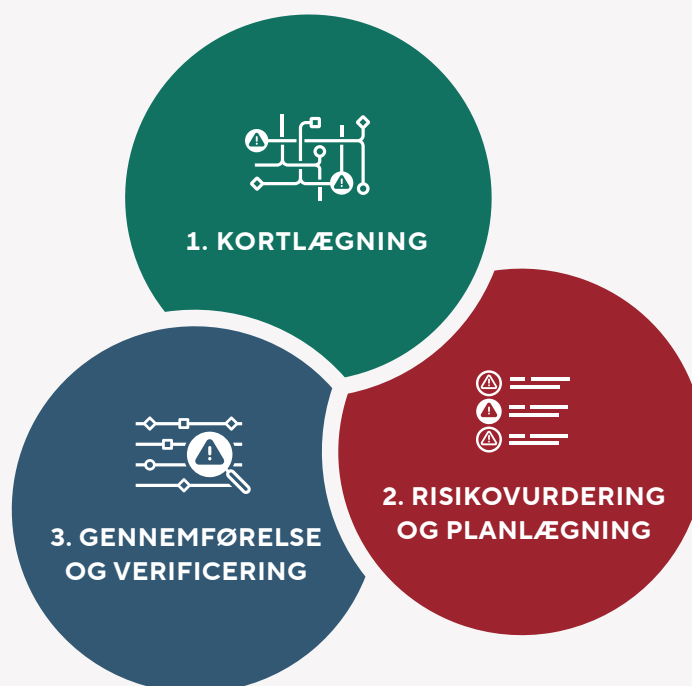 1. KORTLÆGNING
2. RISIKOVURDERING
OG PLANLÆGNING
3. GENNEMFØRELSE
OG VERIFICERING